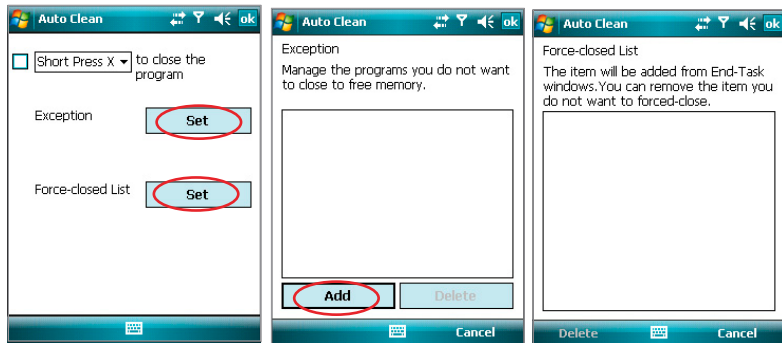 Auto Clean
ok
Short Press X
to close the
program
Exception
Set
Force-closed List
Set
Auto Clean
ok
Exception
Manage the programs you do not want
to close to free memory.
Add
Delete
Cancel
Auto Clean
ok
Force-closed List
The item will be added from End-Task
windows.You can remove the item you
do not want to forced-close.
Delete
Cancel